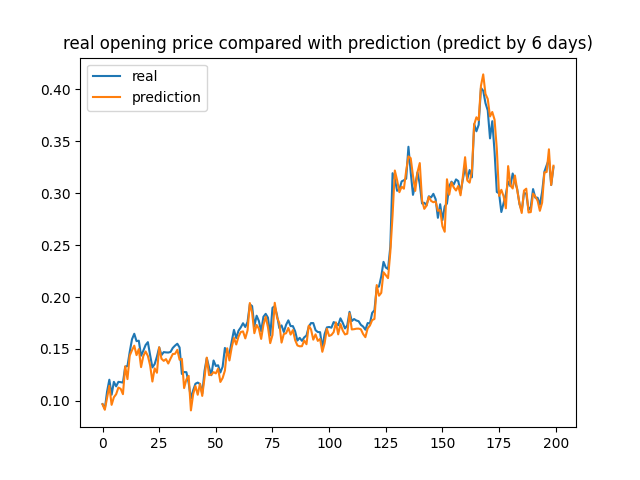 real opening price compared with prediction (predict by 6 days)
real
prediction
0.40
0.35
0.30
0.25
0.20
0.15
0.10
0 25 50 75 100 125 150 175 200